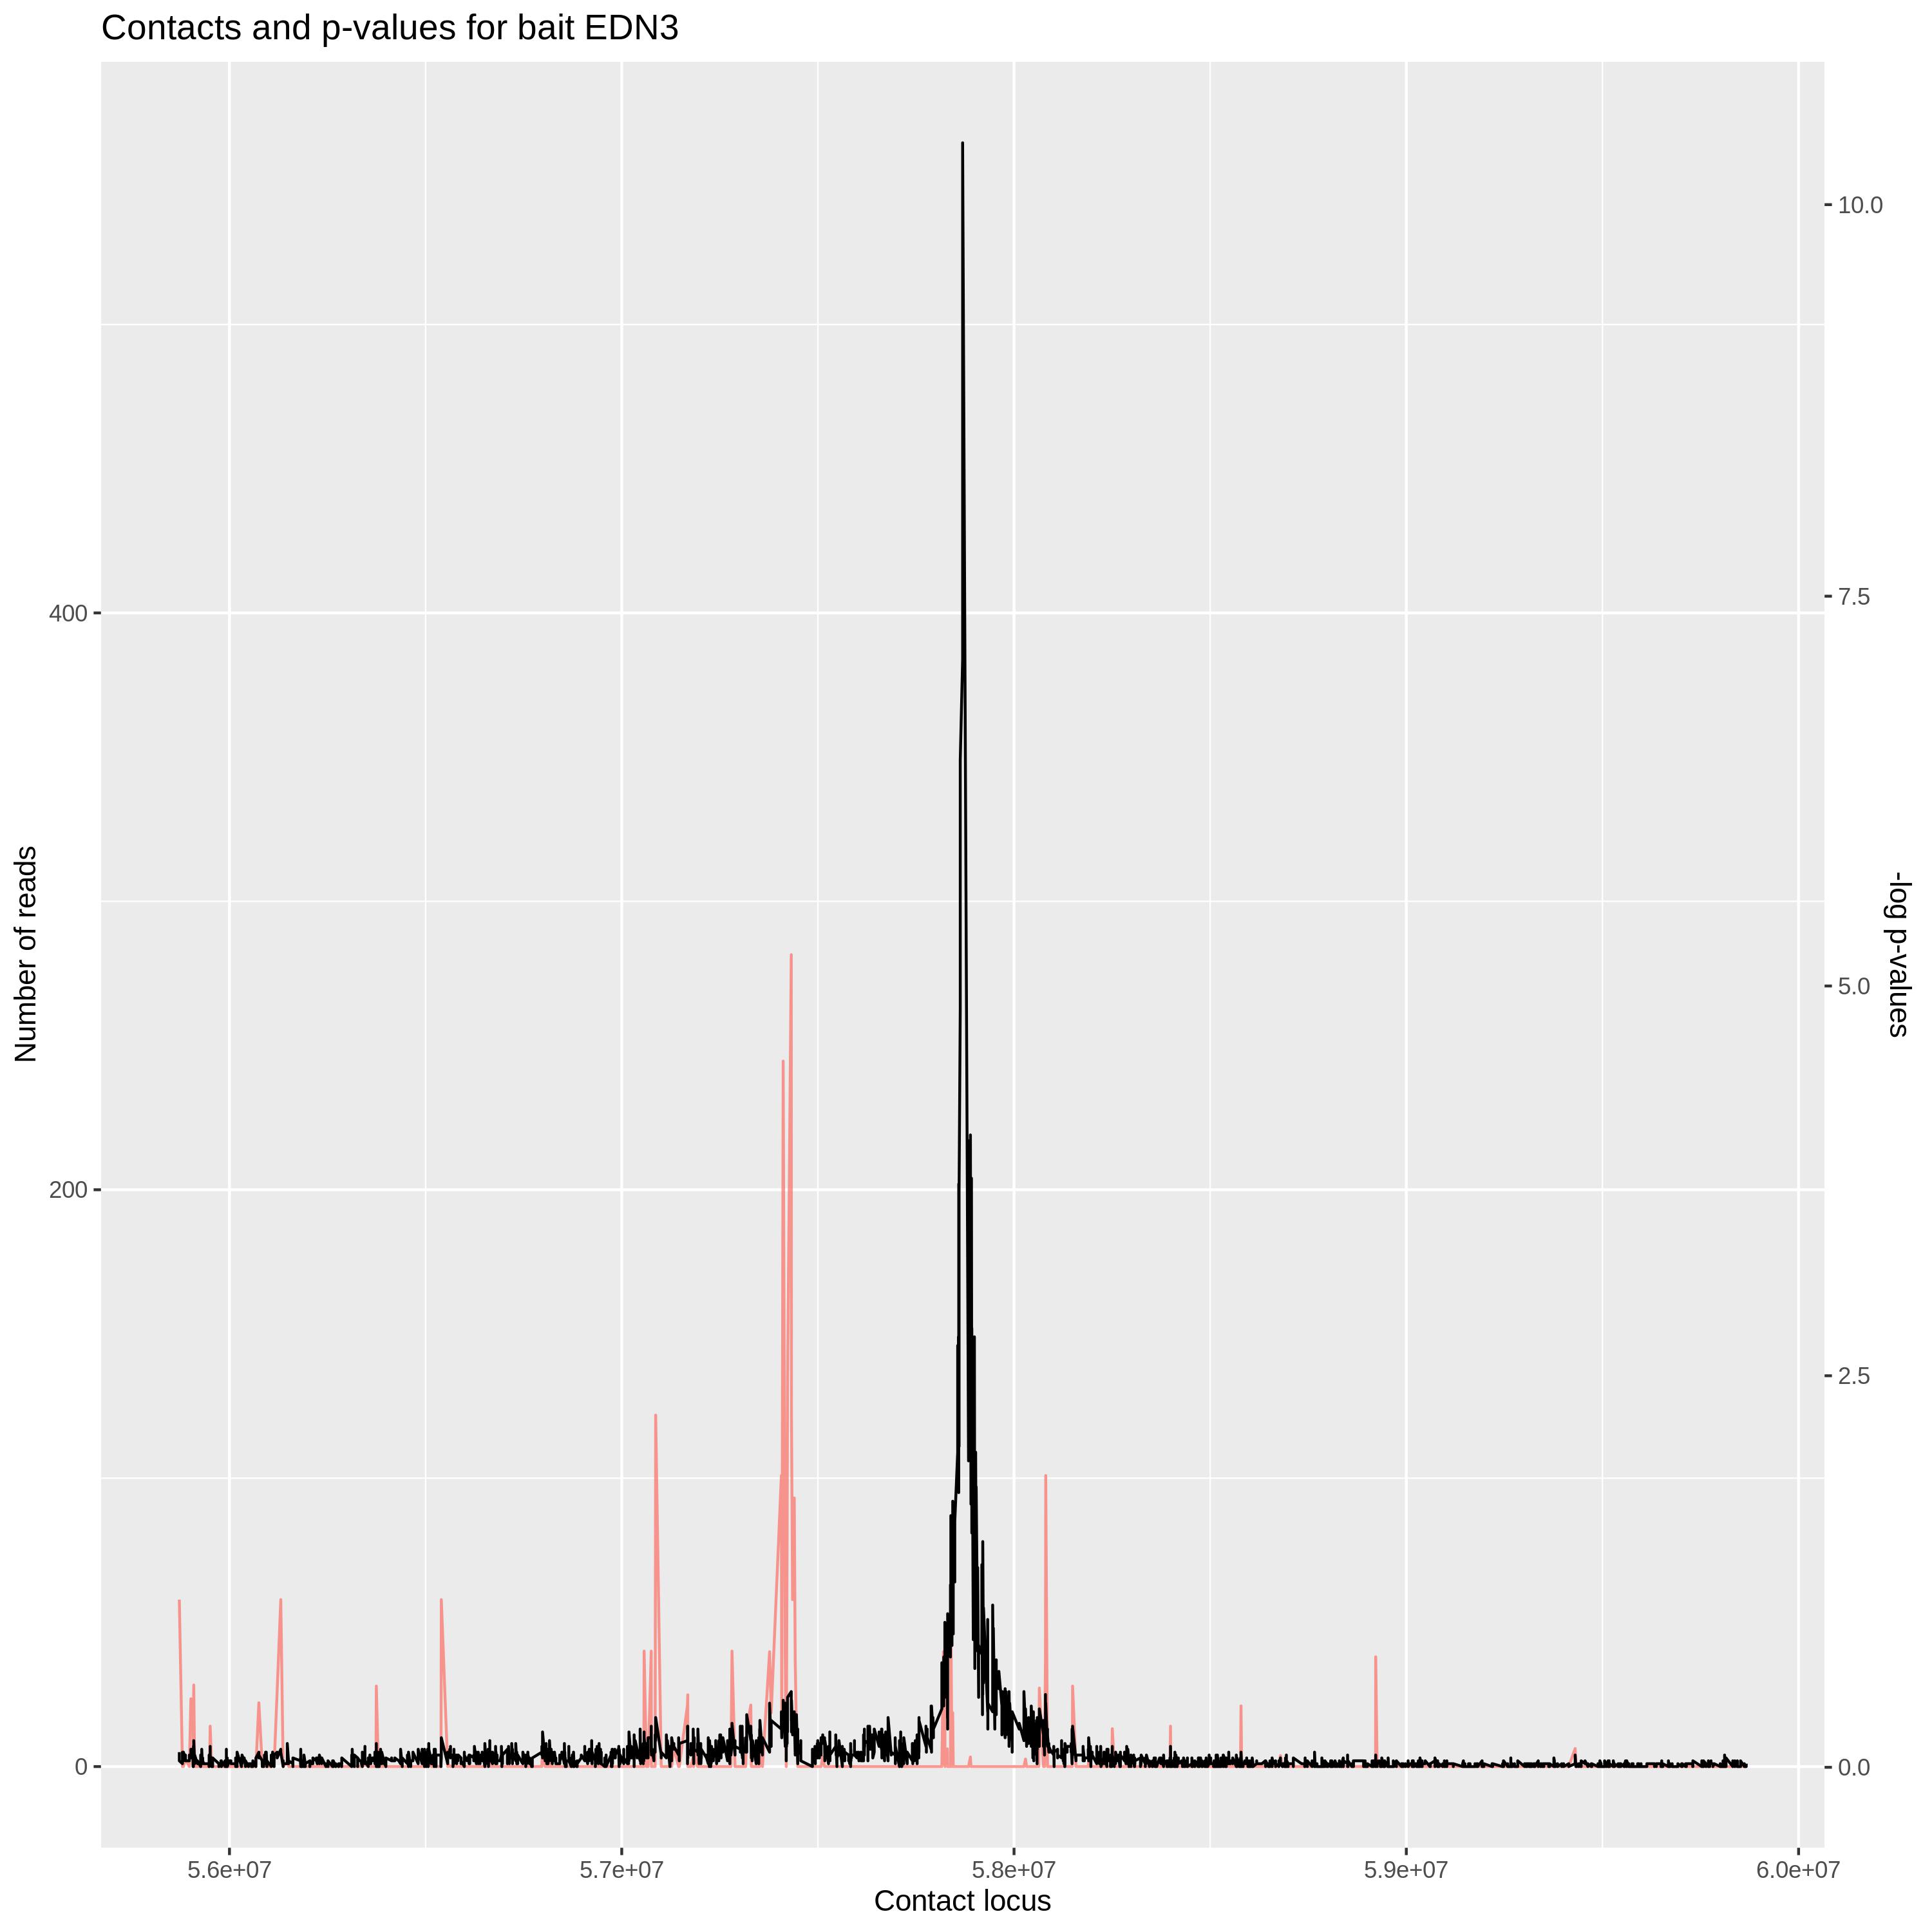 Contacts and p-values for bait EDN3
Number of reads
400
200
0
10.0
7.5
5.0
2.5
0.0
-log p-values
5.6e+07 5.7e+07 5.8e+07 5.9e+07 6.0e+07
Contact locus